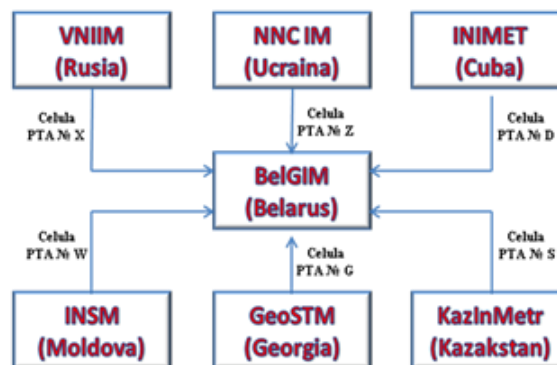 VNIIM
(Rusia)
NNC IM
(Ucraina)
INIMET
(Cuba)
Celula
PTA № X
Celula
PTA № Z
Celula
PTA № D
BelGIM
(Belarus)
Celula
PTA № W
Celula
PTA № G
Celula
PTA № S
INSM
(Moldova)
GeoSTM
(Georgia)
KazInMetr
(Kazakstan)